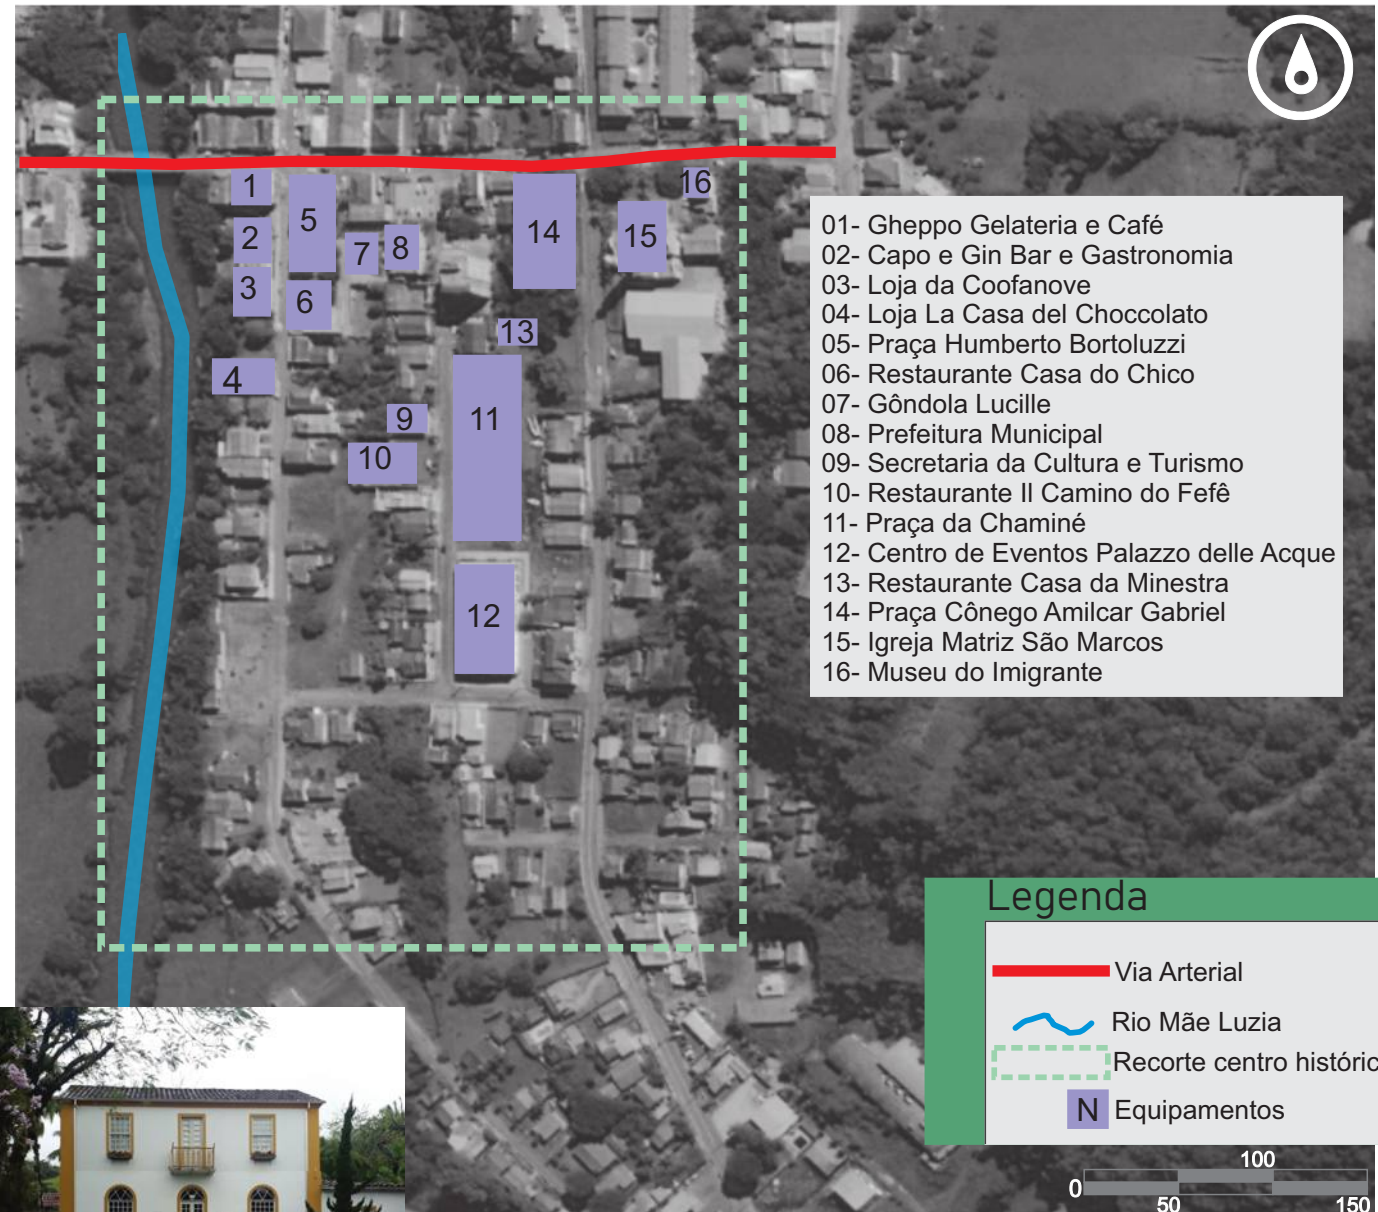 1
2
3
4
5
6
7
8
9
10
11
12
13
14
15
16
01- Gheppo Gelateria e Café
02- Capo e Gin Bar e Gastronomia
03- Loja da Coofanove
04- Loja La Casa del Choccolato
05- Praça Humberto Bortoluzzi
06- Restaurante Casa do Chico
07- Gôndola Lucille
08- Prefeitura Municipal
09- Secretaria da Cultura e Turismo
10- Restaurante Il Camino do Fefê
11- Praça da Chaminé
12- Centro de Eventos Palazzo delle Acque
13- Restaurante Casa da Minestra
14- Praça Cônego Amilcar Gabriel
15- Igreja Matriz São Marcos
16- Museu do Imigrante
Legenda
Via Arterial
Rio Mãe Luzia
Recorte centro históric
N Equipamentos
100
0
50 150